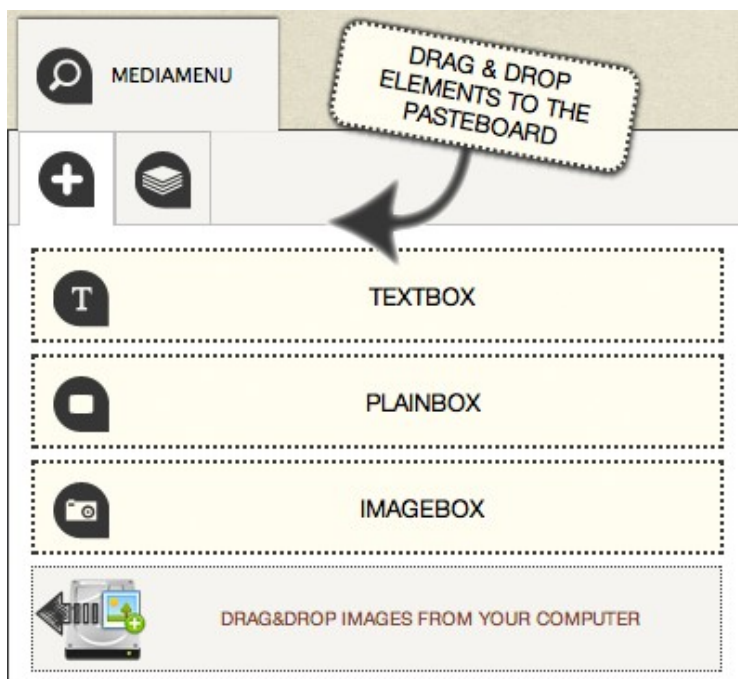 MEDIAMENU
DRAG & DROP
ELEMENTS TO THE
PASTEBOARD
T
TEXTBOX
PLAINBOX
IMAGEBOX
DRAG&DROP IMAGES FROM YOUR COMPUTER